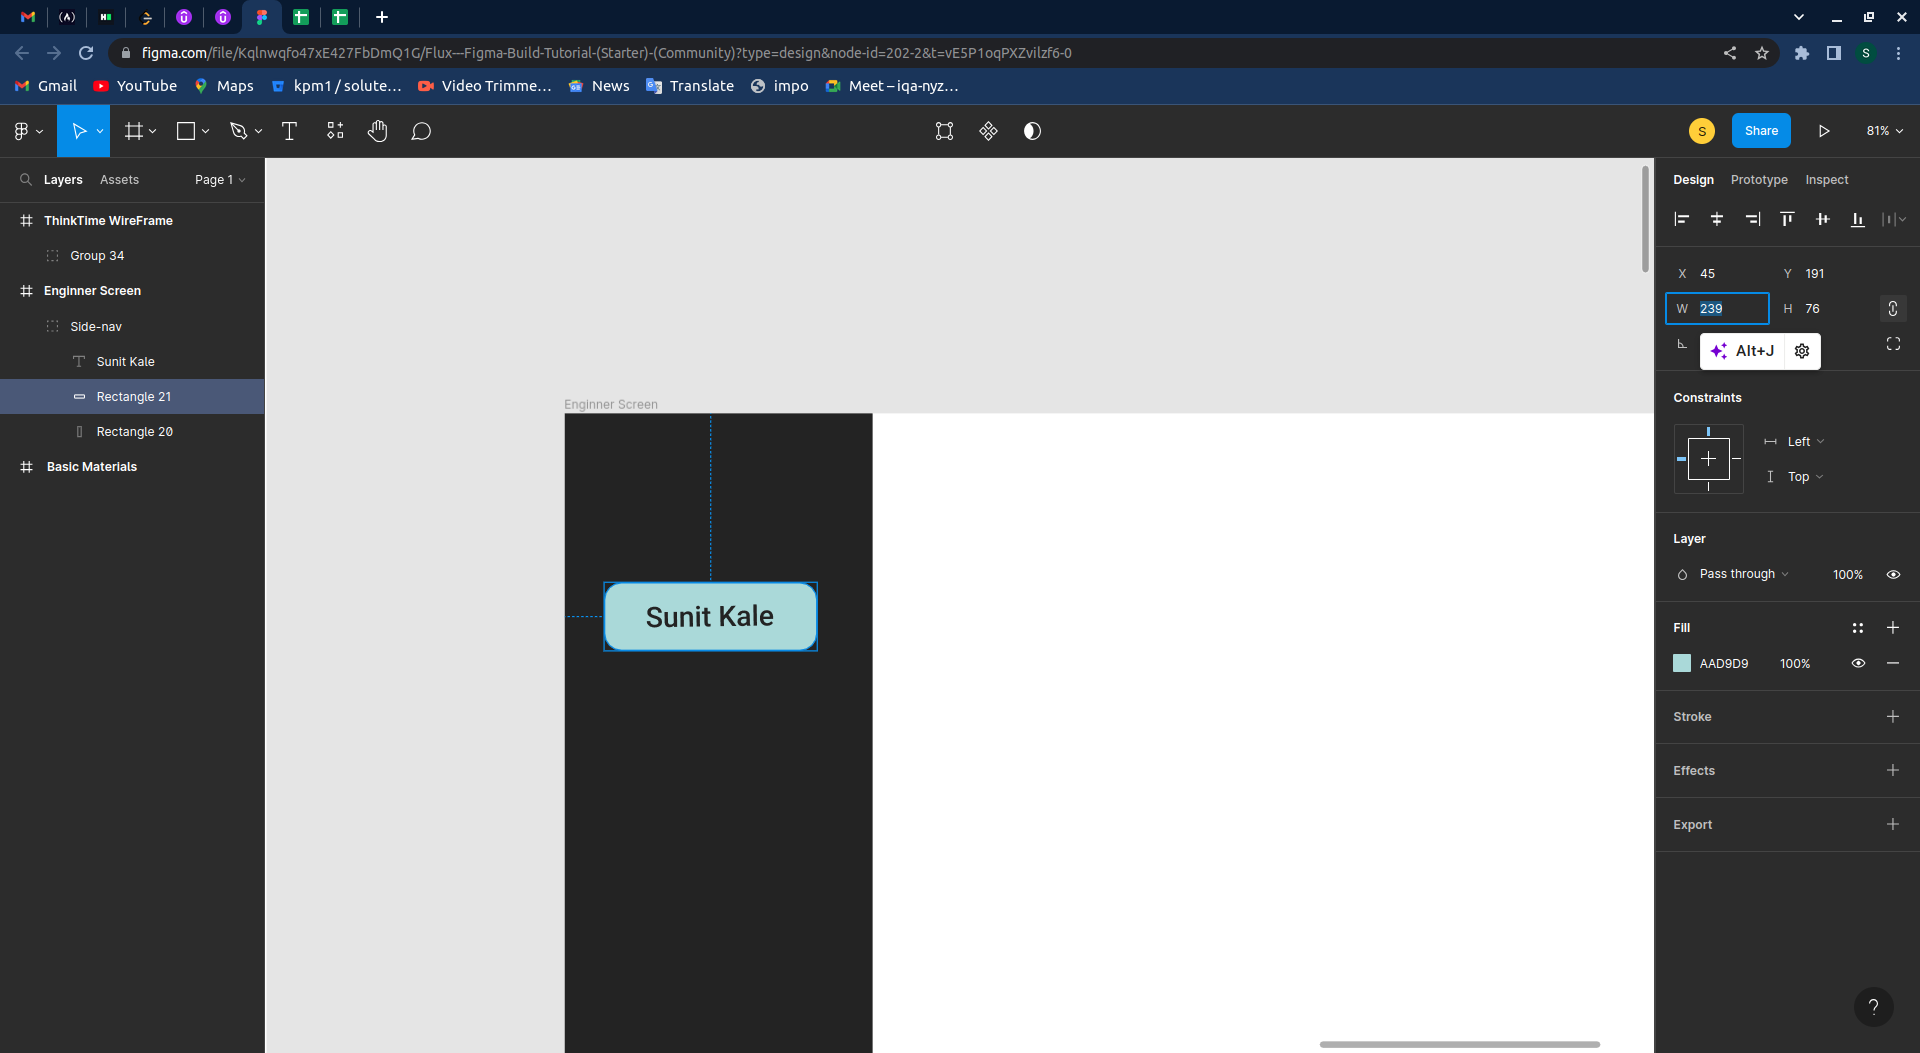 figma.com/file/Kqlnwqfo47xE427FbDmQ1G/Flux---Figma-Build-Tutorial-(Starter)-(Community)?type=design&node-id=202-2&t=vE5P1oqPXZvilzf6-0
S
Gmail YouTube Maps kpm1 / solute... Video Trimme... News Translate impo Meet – iqa-nyz...
S Share 81%
Layers Assets Page 1
Design Prototype Inspect
ThinkTime WireFrame
Group 34
Enginner Screen
Side-nav
Sunit Kale
Rectangle 21
Rectangle 20
Basic Materials
Enginner Screen
Sunit Kale
X 45 Y 191
W 239 H 76
Alt+J
Constraints
Left
Top
Layer
Pass through 100%
Fill
AAD9D9 100%
Stroke
Effects
Export
?